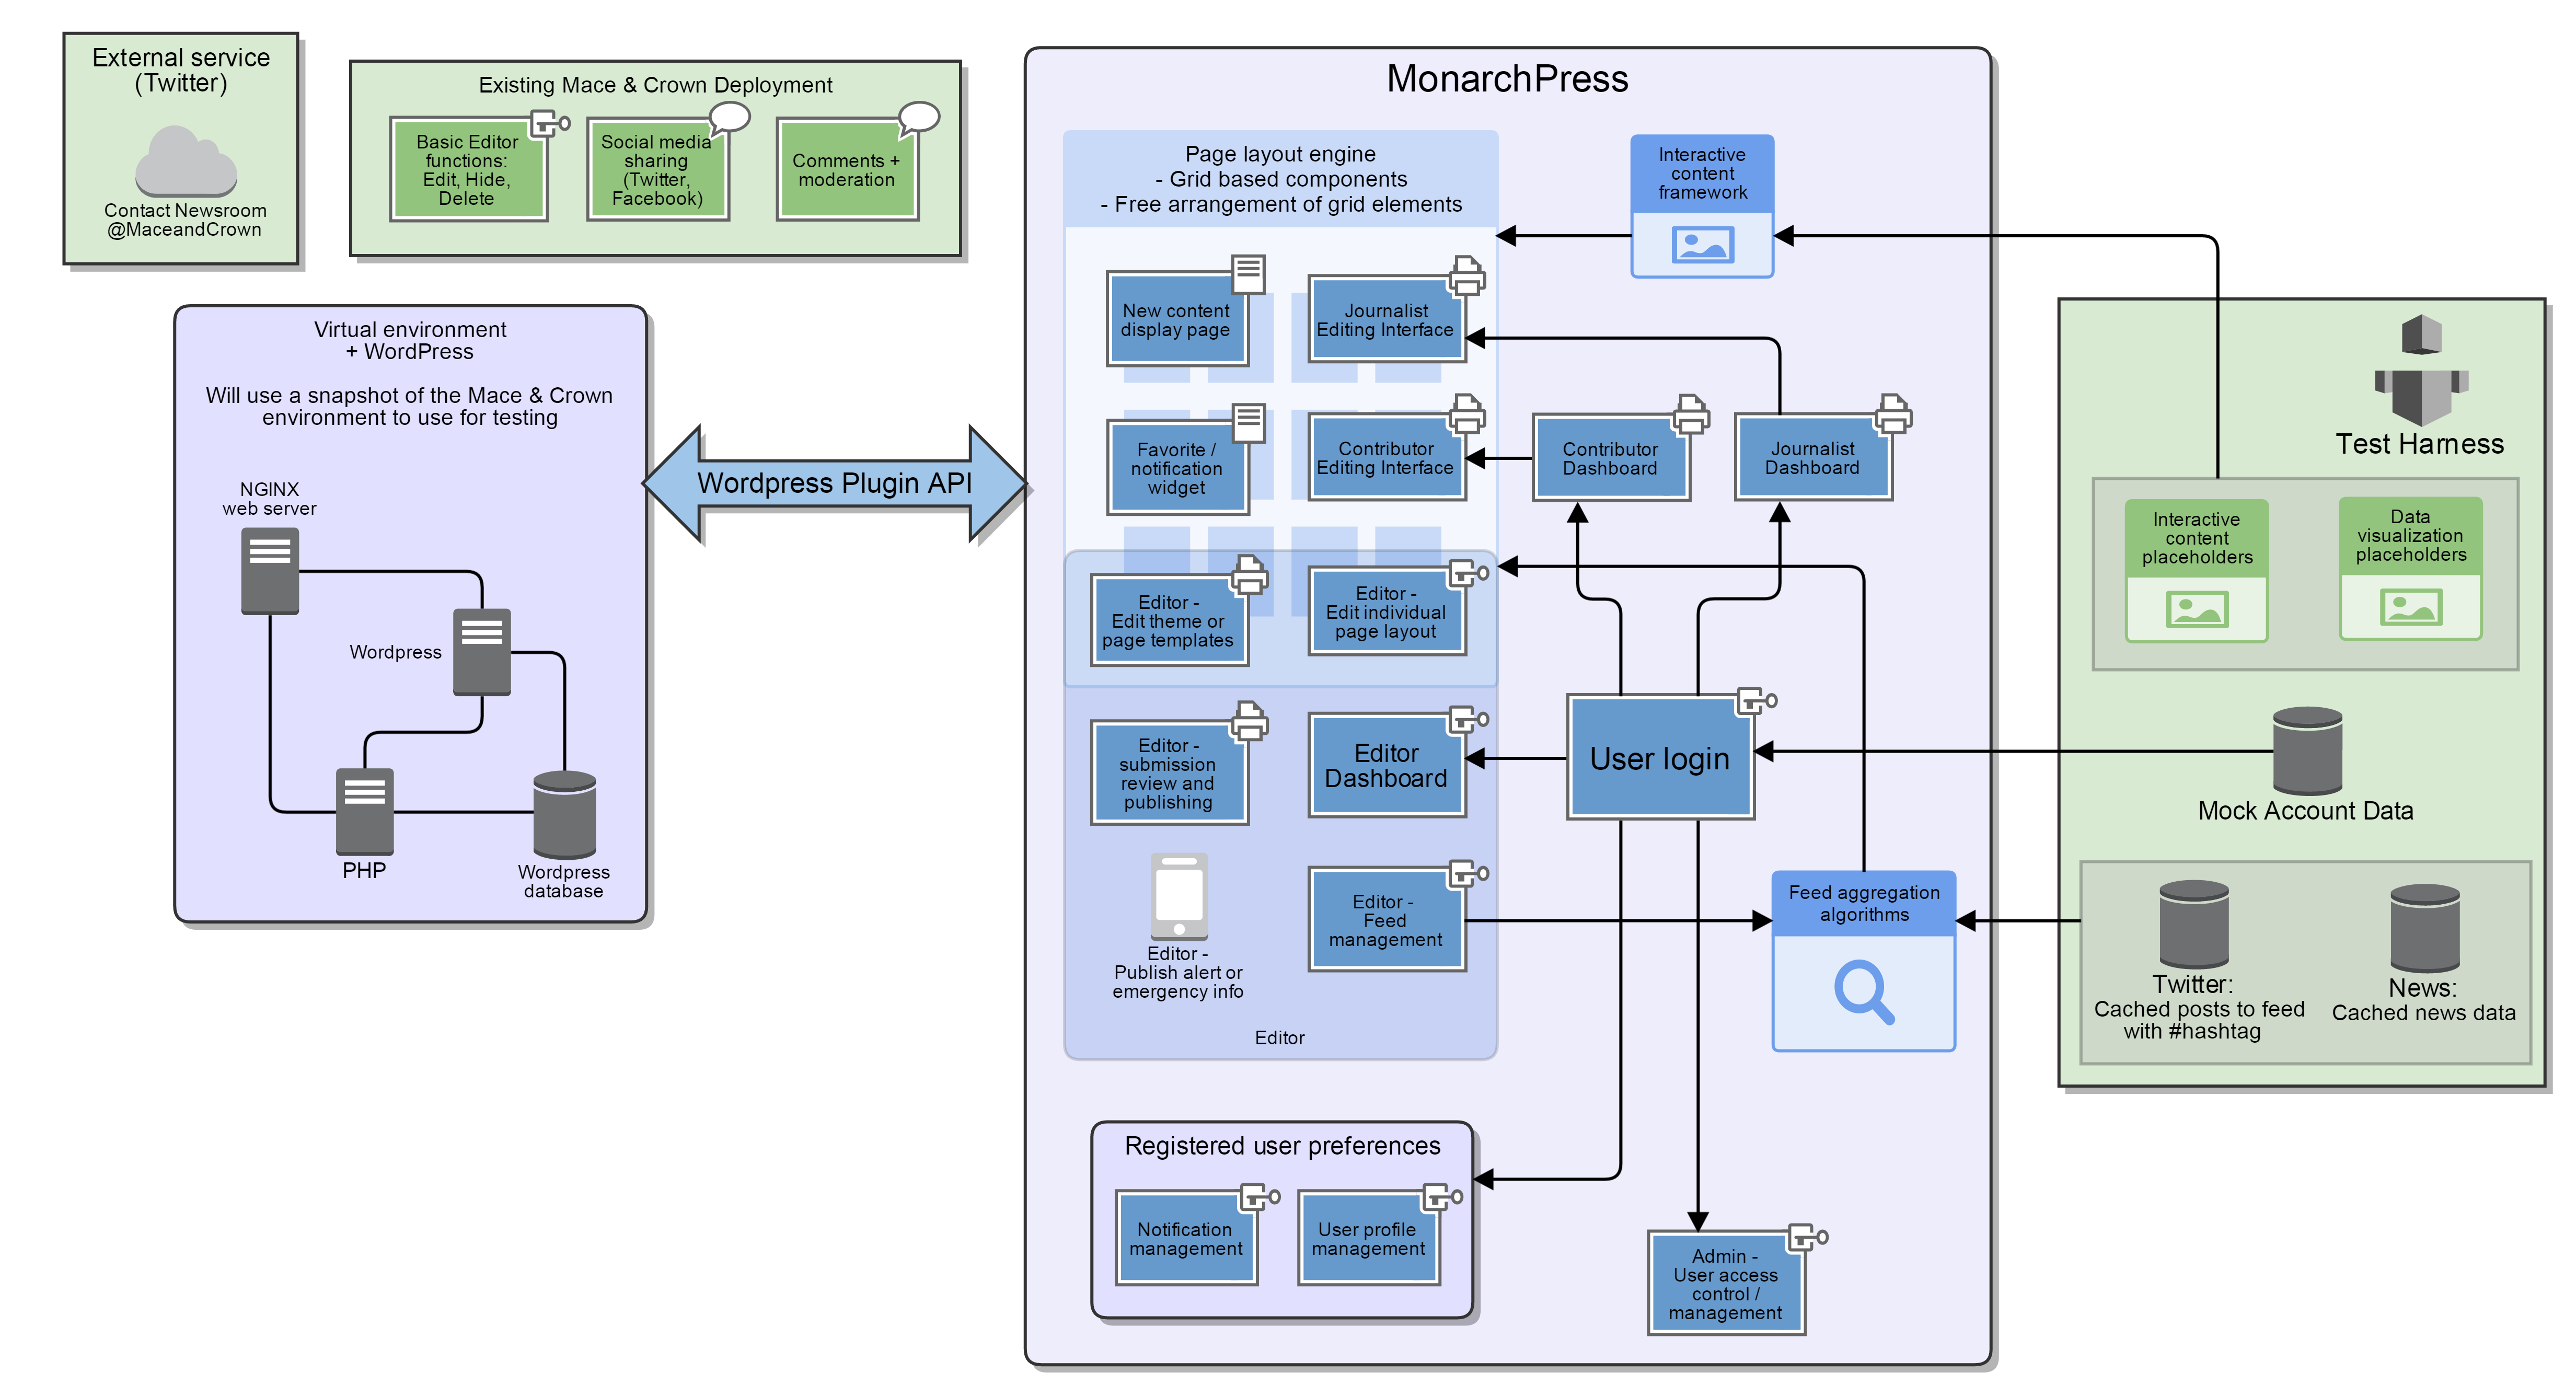 External service
(Twitter)
Contact Newsroom
@MaceandCrown
Existing Mace & Crown Deployment
Basic Editor
functions:
Edit, Hide,
Delete
Social media
sharing
(Twitter,
Facebook)
Comments +
moderation
Virtual environment
+ WordPress
Will use a snapshot of the Mace & Crown
environment to use for testing
NGINX
web server
Wordpress
PHP
Wordpress
database
Wordpress Plugin API
MonarchPress
Page layout engine
- Grid based components
- Free arrangement of grid elements
Interactive
content
framework
New content
display page
Journalist
Editing Interface
Favorite /
notification
widget
Contributor
Editing Interface
Contributor
Dashboard
Journalist
Dashboard
Editor -
Edit theme or
page templates
Editor -
Edit individual
page layout
Editor -
submission
review and
publishing
Editor
Dashboard
User login
Editor -
Publish alert or
emergency info
Editor -
Feed
management
Feed aggregation
algorithms
Editor
Registered user preferences
Notification
management
User profile
management
Admin -
User access
control /
management
Test Harness
Interactive
content
placeholders
Data
visualization
placeholders
Mock Account Data
Twitter:
Cached posts to feed
with #hashtag
News:
Cached news data